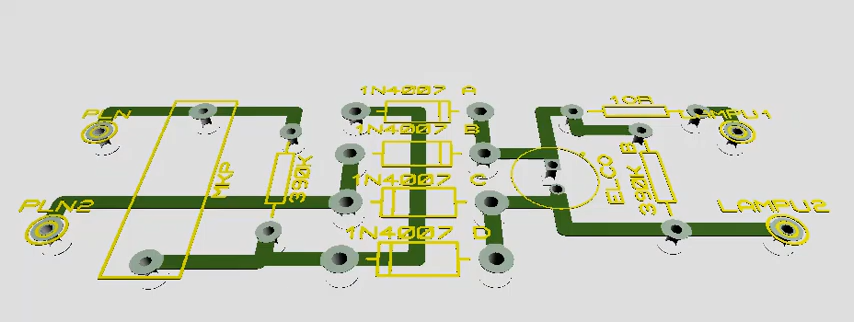 1N4007 A
PLN
10R
LAMPU1
1N4007 B
MKP
390K
1N4007 C
ELCO
390K B
PLN2
LAMPU2
1N4007 D